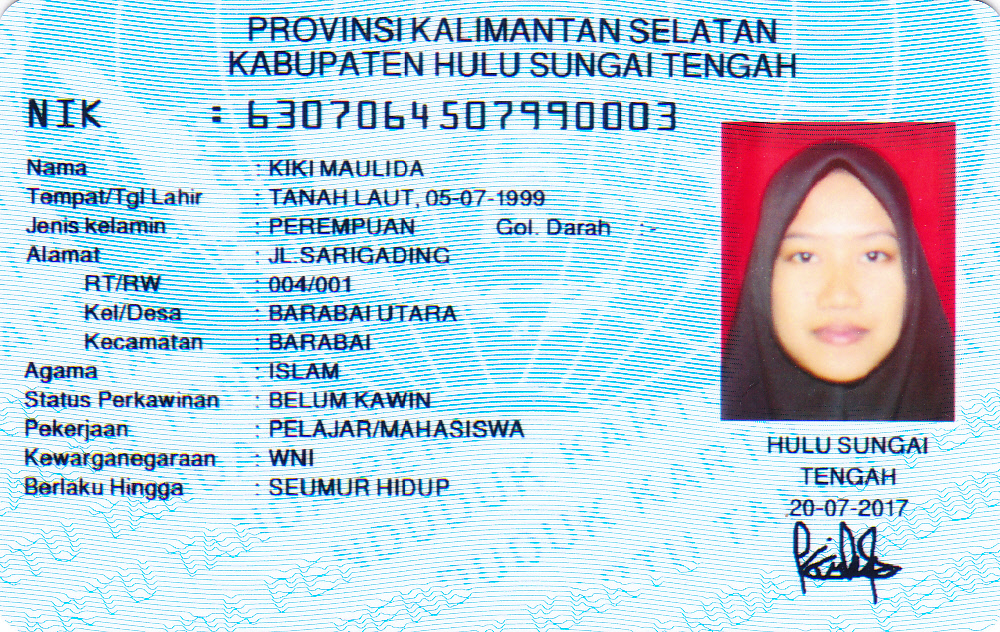 PROVINSI KALIMANTAN SELATAN
KABUPATEN HULU SUNGAI TENGAH
NIK : 6307064507990003
Nama : KIKI MAULIDA
Tempat/Tgl Lahir : TANAH LAUT, 05-07-1999
Jenis kelamin : PEREMPUAN Gol. Darah : -
Alamat : JL.SARIGADING
RT/RW : 004/001
Kel/Desa : BARABAI UTARA
Kecamatan : BARABAI
Agama : ISLAM
Status Perkawinan : BELUM KAWIN
Pekerjaan : PELAJAR/MAHASISWA
Kewarganegaraan : WNI
Berlaku Hingga : SEUMUR HIDUP
HULU SUNGAI
TENGAH
20-07-2017